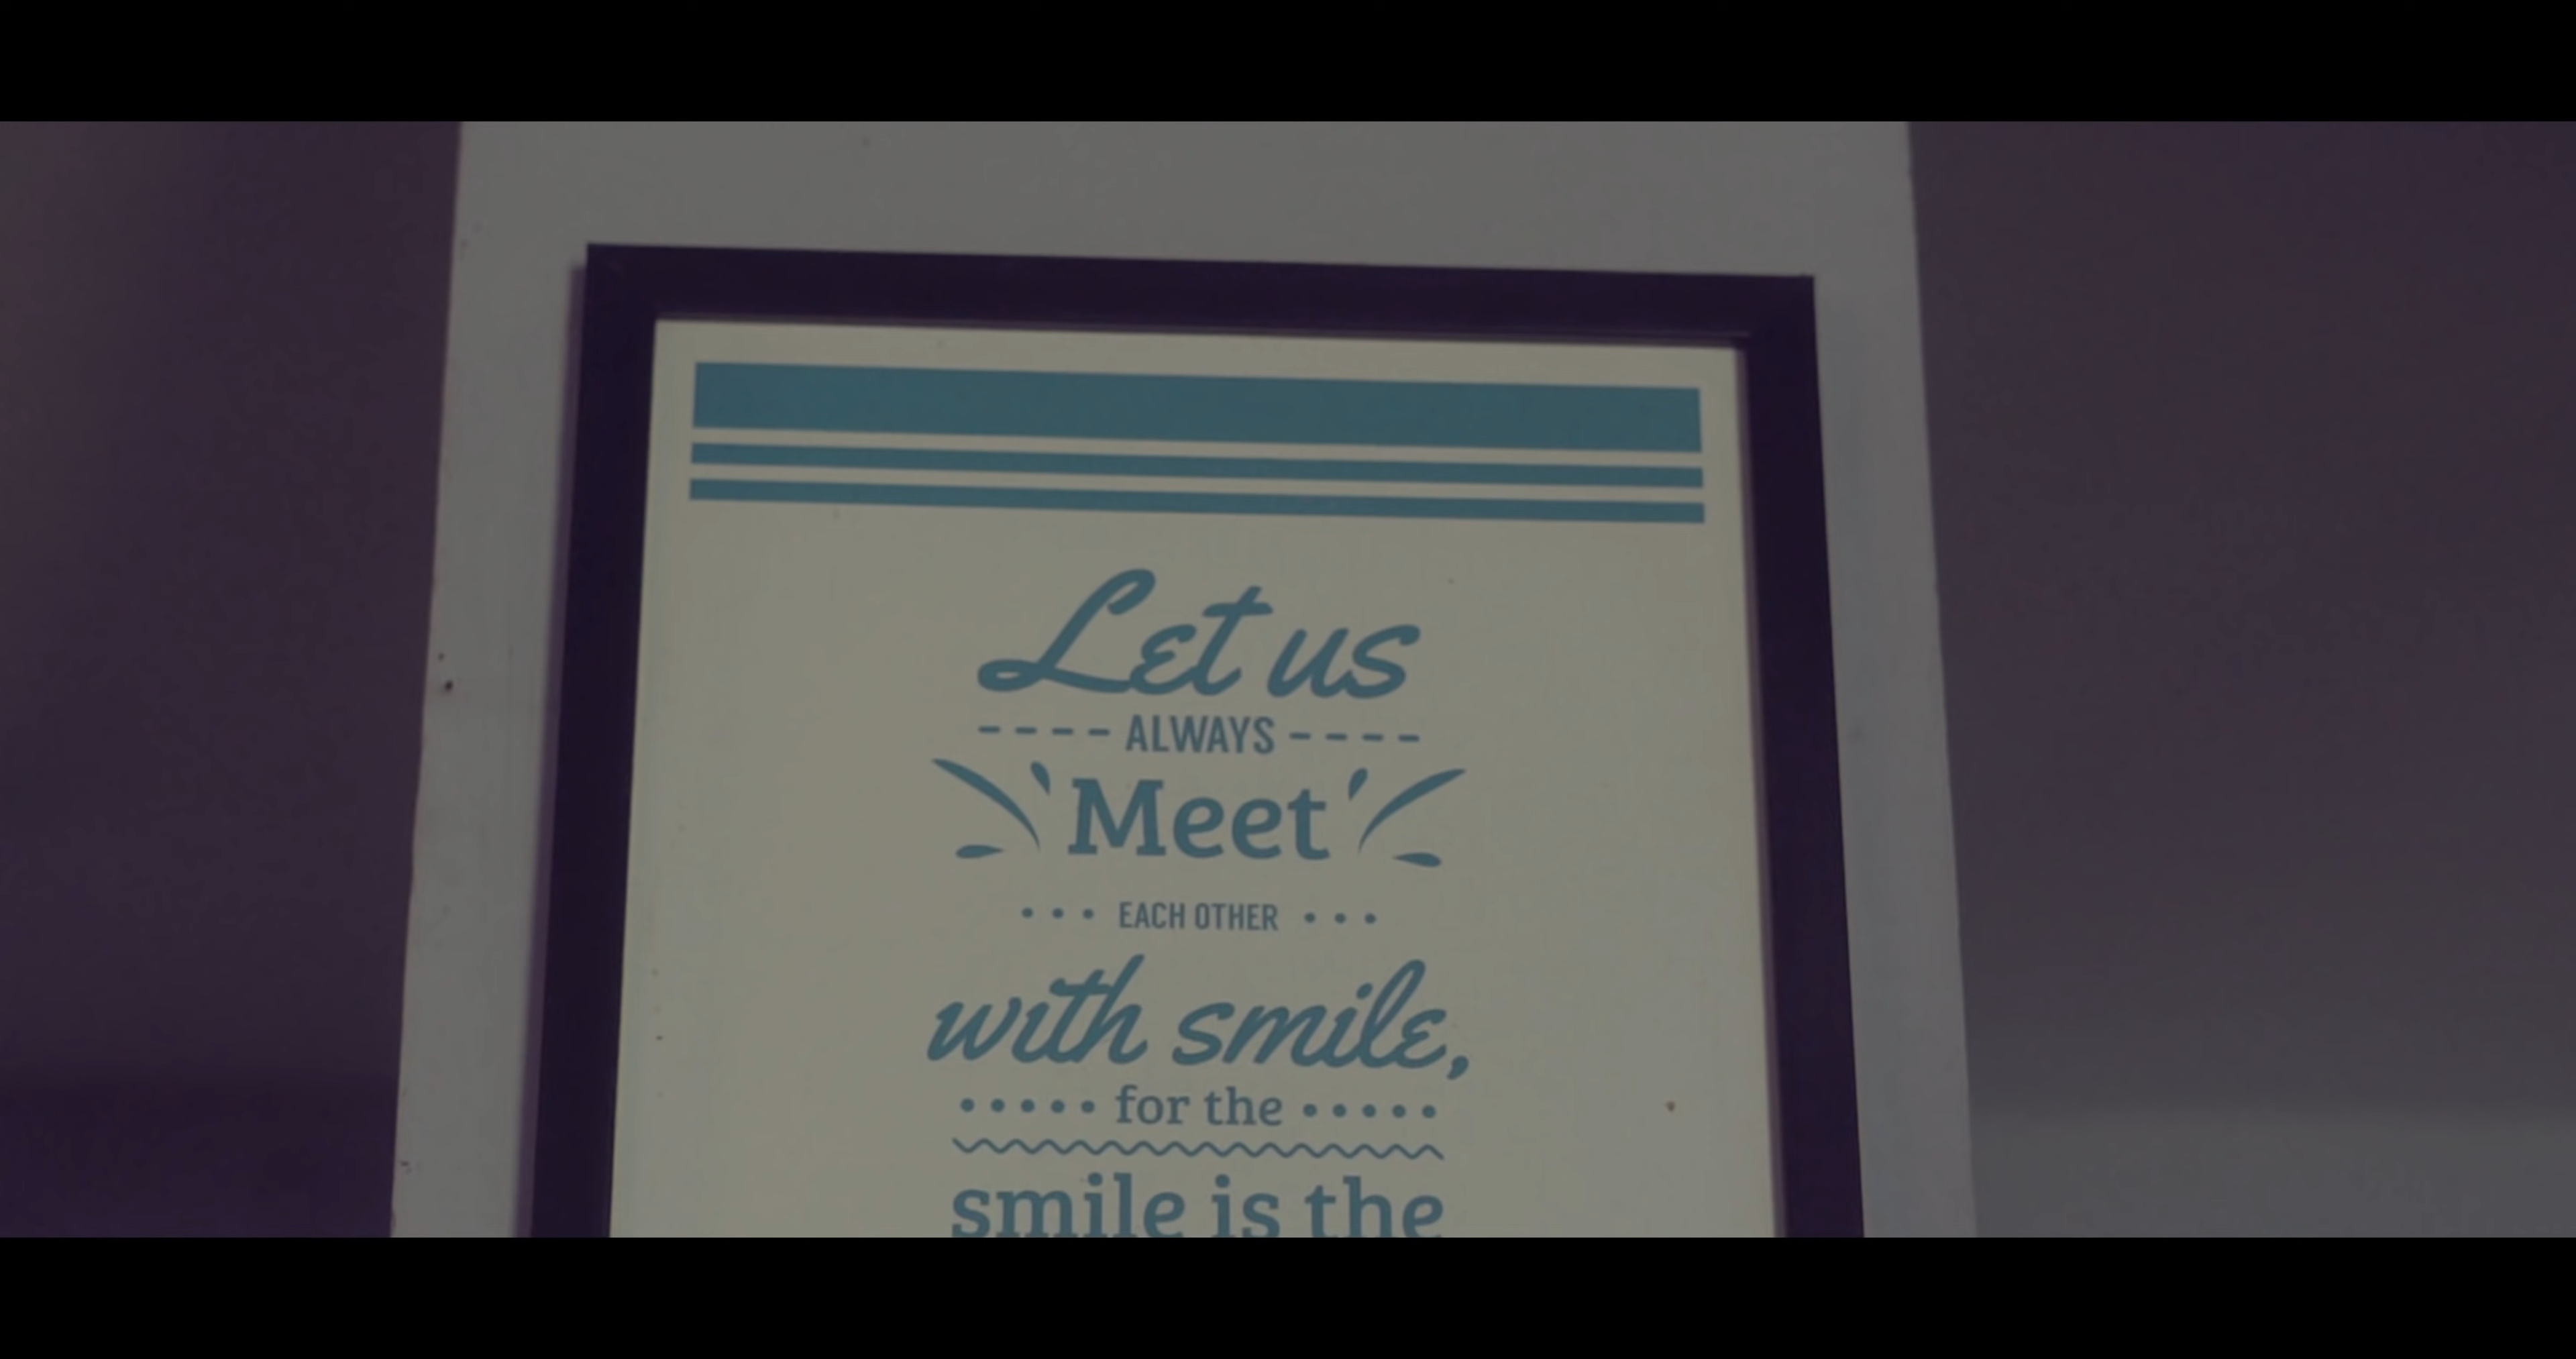 Let us
ALWAYS
Meet
EACH OTHER
with smile,
for the
smile is the